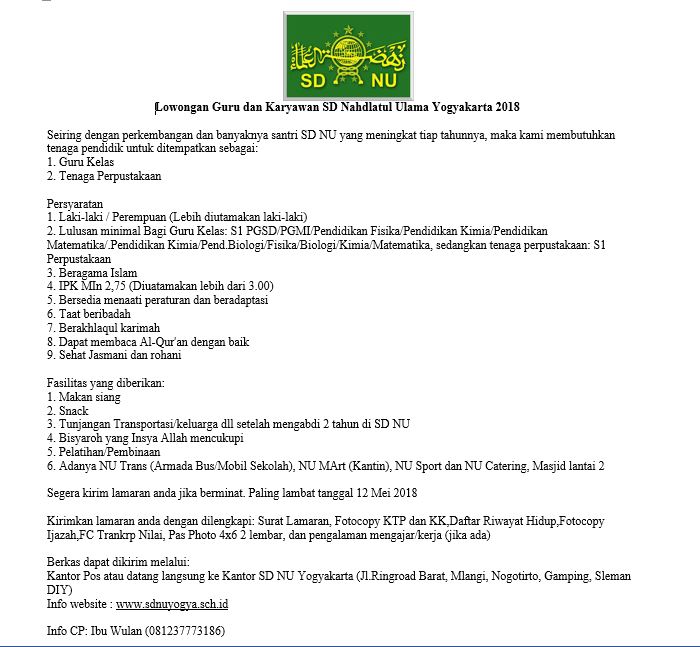 نهضة العلماء
SD NU
Lowongan Guru dan Karyawan SD Nahdlatul Ulama Yogyakarta 2018
Seiring dengan perkembangan dan banyaknya santri SD NU yang meningkat tiap tahunnya, maka kami membutuhkan
tenaga pendidik untuk ditempatkan sebagai:
1. Guru Kelas
2. Tenaga Perpustakaan
Persyaratan
1. Laki-laki / Perempuan (Lebih diutamakan laki-laki)
2. Lulusan minimal Bagi Guru Kelas: S1 PGSD/PGMI/Pendidikan Fisika/Pendidikan Kimia/Pendidikan
Matematika/.Pendidikan Kimia/Pend.Biologi/Fisika/Biologi/Kimia/Matematika, sedangkan tenaga perpustakaan: S1
Perpustakaan
3. Beragama Islam
4. IPK MIn 2,75 (Diuatamakan lebih dari 3.00)
5. Bersedia menaati peraturan dan beradaptasi
6. Taat beribadah
7. Berakhlaqul karimah
8. Dapat membaca Al-Qur'an dengan baik
9. Sehat Jasmani dan rohani
Fasilitas yang diberikan:
1. Makan siang
2. Snack
3. Tunjangan Transportasi/keluarga dll setelah mengabdi 2 tahun di SD NU
4. Bisyaroh yang Insya Allah mencukupi
5. Pelatihan/Pembinaan
6. Adanya NU Trans (Armada Bus/Mobil Sekolah), NU MArt (Kantin), NU Sport dan NU Catering, Masjid lantai 2
Segera kirim lamaran anda jika berminat. Paling lambat tanggal 12 Mei 2018
Kirimkan lamaran anda dengan dilengkapi: Surat Lamaran, Fotocopy KTP dan KK,Daftar Riwayat Hidup,Fotocopy
Ijazah,FC Trankrp Nilai, Pas Photo 4x6 2 lembar, dan pengalaman mengajar/kerja (jika ada)
Berkas dapat dikirim melalui:
Kantor Pos atau datang langsung ke Kantor SD NU Yogyakarta (Jl.Ringroad Barat, Mlangi, Nogotirto, Gamping, Sleman
DIY)
Info website : www.sdnuyogya.sch.id
Info CP: Ibu Wulan (081237773186)